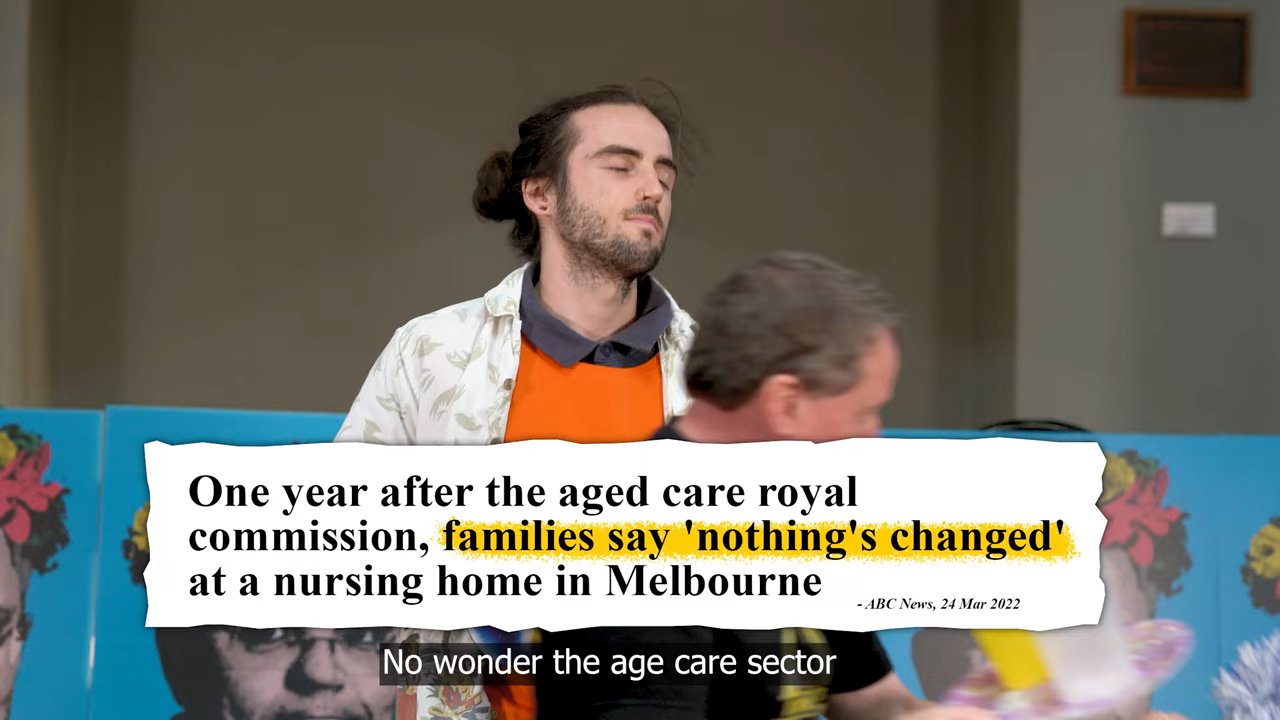 One year after the aged care royal
commission, families say 'nothing's changed'
at a nursing home in Melbourne
- ABC News, 24 Mar 2022
No wonder the age care sector